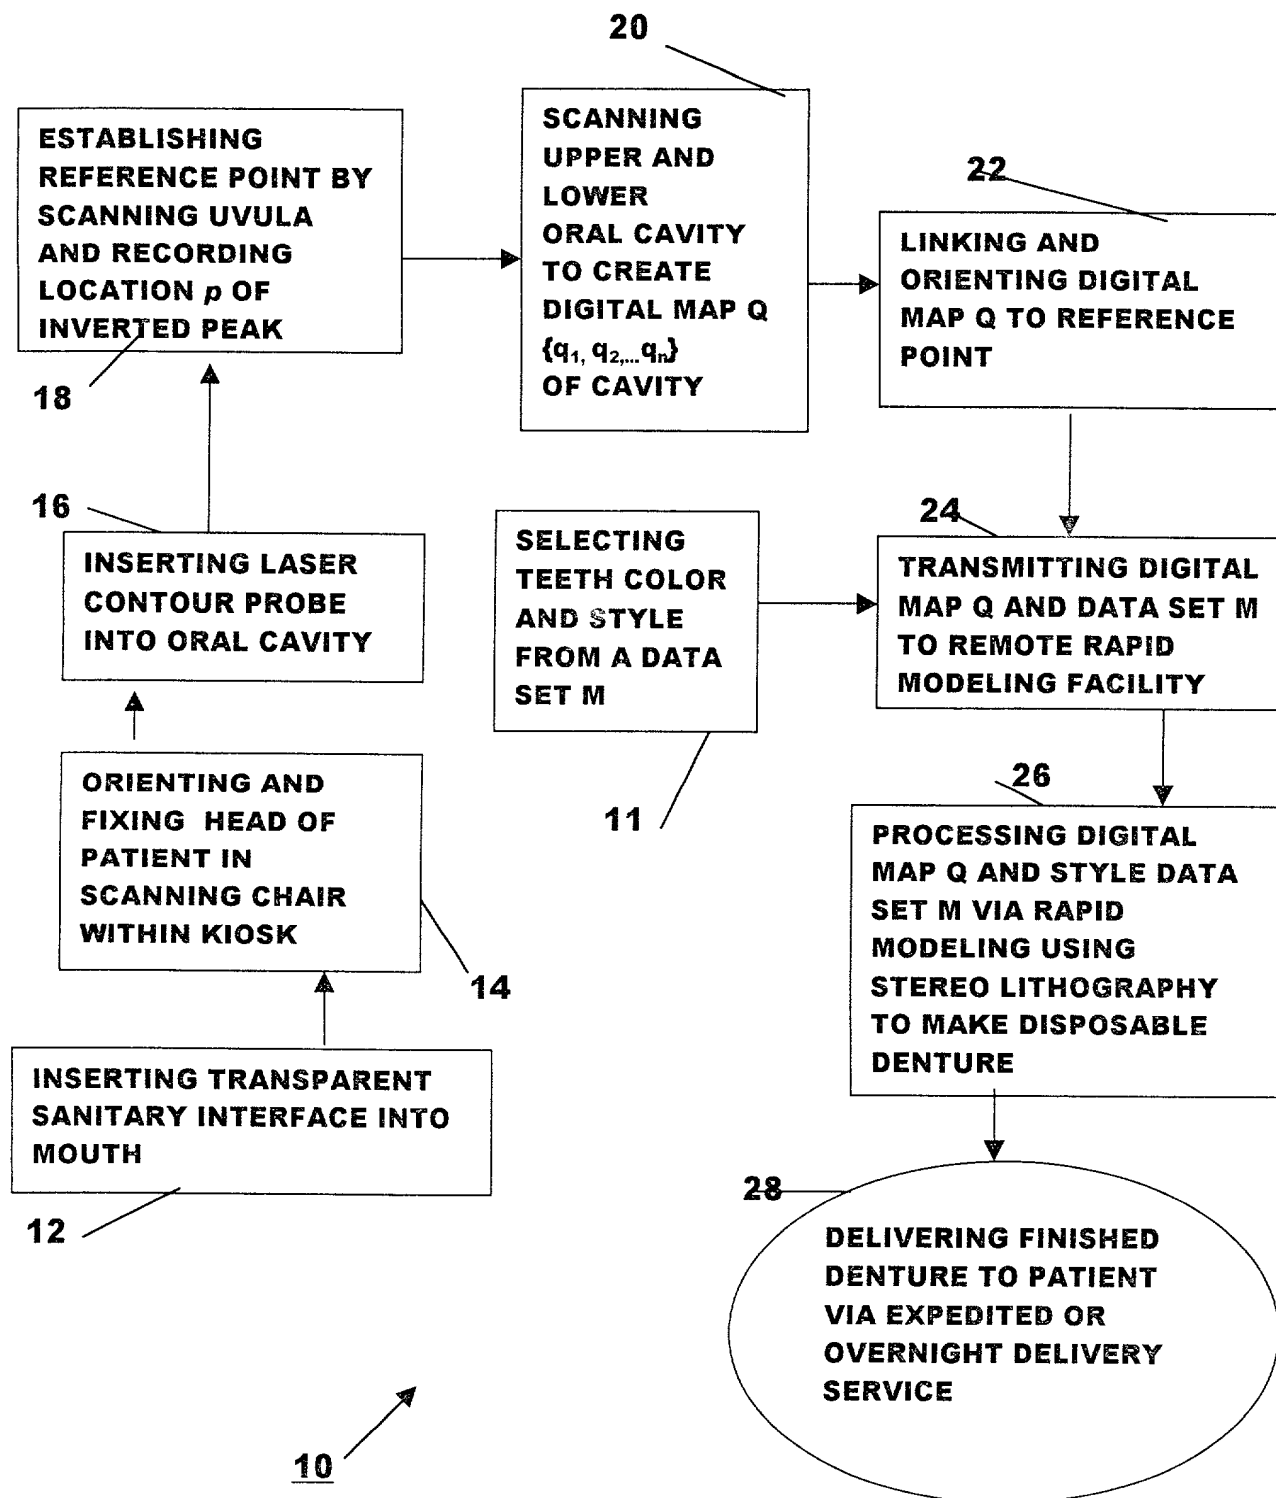 20
ESTABLISHING
REFERENCE POINT BY
SCANNING UVULA
AND RECORDING
LOCATION p OF
INVERTED PEAK
18
SCANNING
UPPER AND
LOWER
ORAL CAVITY
TO CREATE
DIGITAL MAP Q
{q1, q2,...qn}
OF CAVITY
22
LINKING AND
ORIENTING DIGITAL
MAP Q TO REFERENCE
POINT
16
INSERTING LASER
CONTOUR PROBE
INTO ORAL CAVITY
SELECTING
TEETH COLOR
AND STYLE
FROM A DATA
SET M
11
24
TRANSMITTING DIGITAL
MAP Q AND DATA SET M
TO REMOTE RAPID
MODELING FACILITY
ORIENTING AND
FIXING HEAD OF
PATIENT IN
SCANNING CHAIR
WITHIN KIOSK
14
26
PROCESSING DIGITAL
MAP Q AND STYLE DATA
SET M VIA RAPID
MODELING USING
STEREO LITHOGRAPHY
TO MAKE DISPOSABLE
DENTURE
INSERTING TRANSPARENT
SANITARY INTERFACE INTO
MOUTH
12
28
DELIVERING FINISHED
DENTURE TO PATIENT
VIA EXPEDITED OR
OVERNIGHT DELIVERY
SERVICE
10